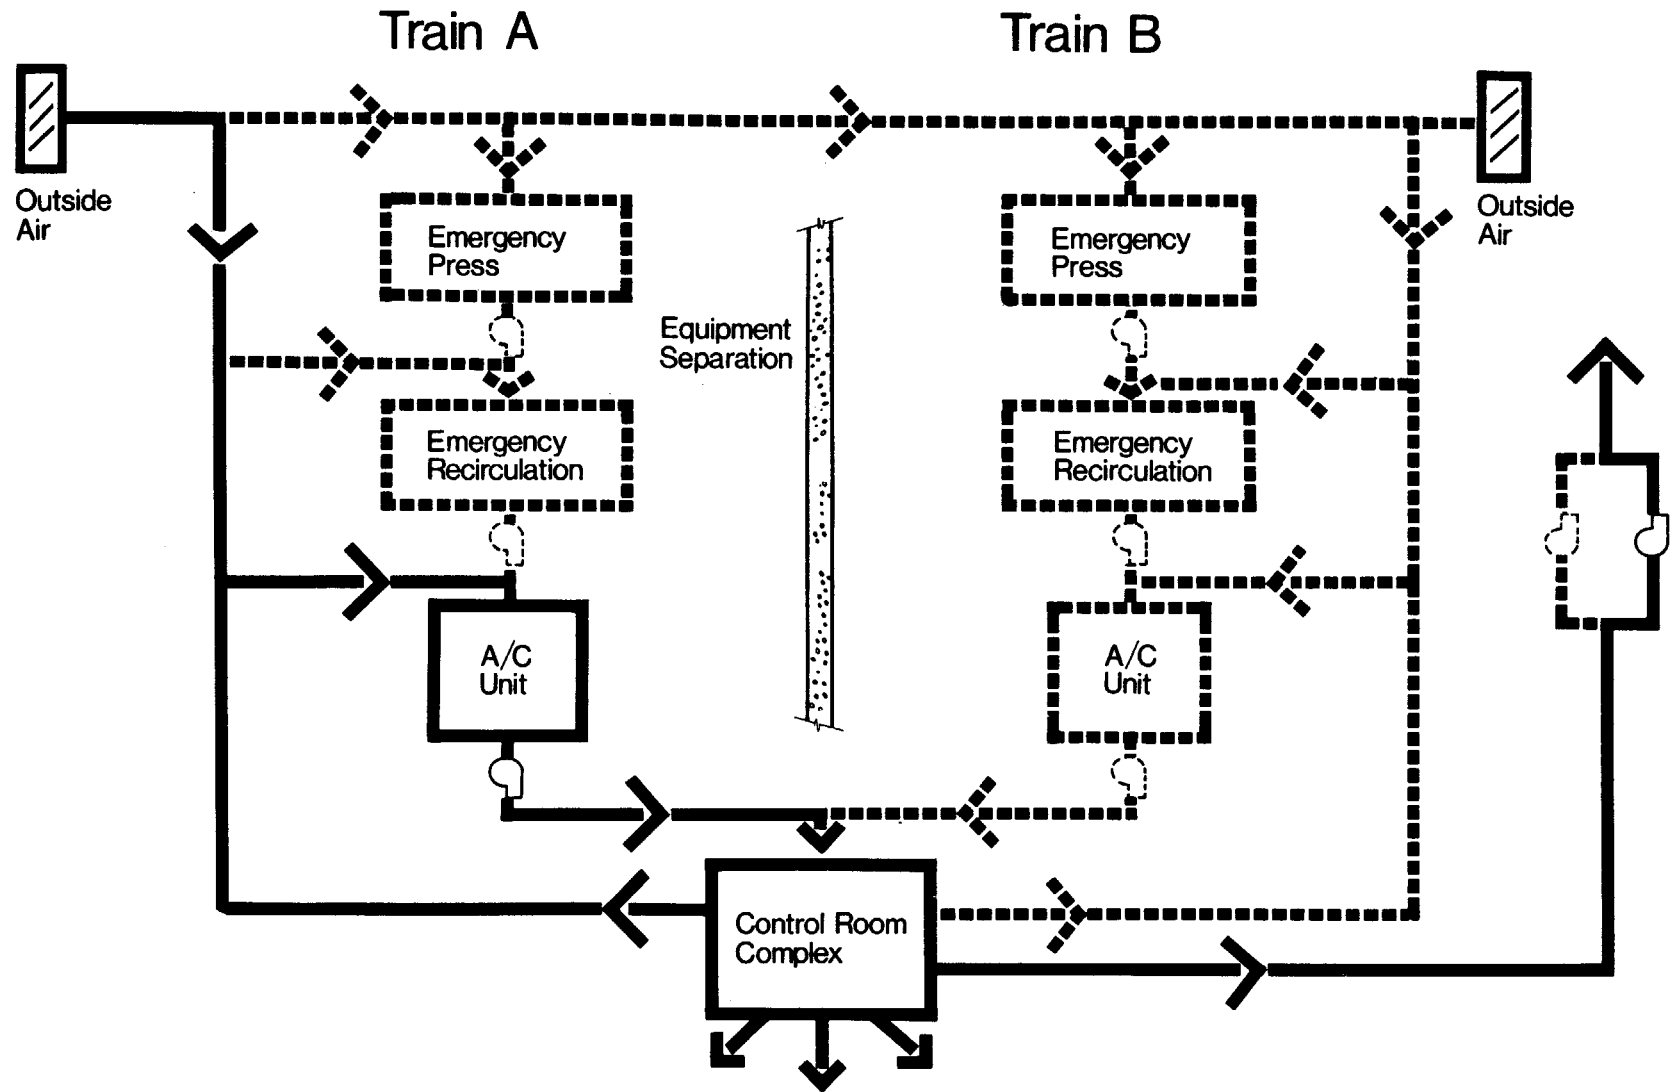 Train A
Train B
Outside
Air
Emergency
Press
Equipment
Separation
Emergency
Press
Outside
Air
Emergency
Recirculation
Emergency
Recirculation
A/C
Unit
A/C
Unit
Control Room
Complex